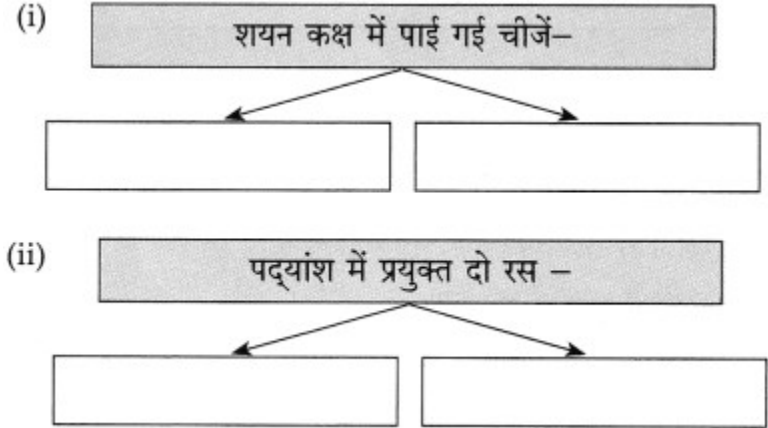 (i)
शयन कक्ष में पाई गई चीजें–
(ii)
पद्‌यांश में प्रयुक्त दो रस –